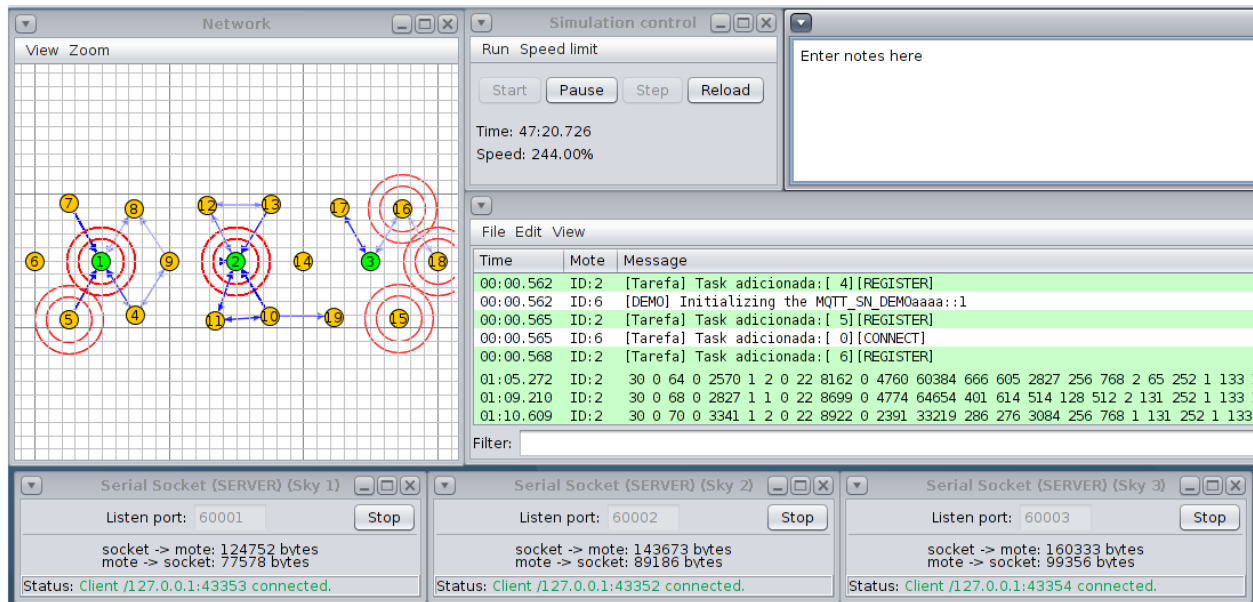 Network
View Zoom
7
8
12
13
17
16
6
1
9
2
14
3
18
5
4
11
10
19
15
Simulation control
Run Speed limit
Start Pause Step Reload
Time: 47:20.726
Speed: 244.00%
Enter notes here
File Edit View
Time Mote Message
00:00.562 ID:2 [Tarefa] Task adicionada:[ 4][REGISTER]
00:00.562 ID:6 [DEMO] Initializing the MQTT_SN_DEMOaaaa::1
00:00.565 ID:2 [Tarefa] Task adicionada:[ 5][REGISTER]
00:00.565 ID:6 [Tarefa] Task adicionada:[ 0][CONNECT]
00:00.568 ID:2 [Tarefa] Task adicionada:[ 6][REGISTER]
01:05.272 ID:2 30 0 64 0 2570 1 2 0 22 8162 0 4760 60384 666 605 2827 256 768 2 65 252 1 133
01:09.210 ID:2 30 0 68 0 2827 1 1 0 22 8699 0 4774 64654 401 614 514 128 512 2 131 252 1 133
01:10.609 ID:2 30 0 70 0 3341 1 2 0 22 8922 0 2391 33219 286 276 3084 256 768 1 131 252 1 133
Filter:
Serial Socket (SERVER) (Sky 1)
Listen port: 60001 Stop
socket -> mote: 124752 bytes
mote -> socket: 77578 bytes
Status: Client /127.0.0.1:43353 connected.
Serial Socket (SERVER) (Sky 2)
Listen port: 60002 Stop
socket -> mote: 143673 bytes
mote -> socket: 89186 bytes
Status: Client /127.0.0.1:43352 connected.
Serial Socket (SERVER) (Sky 3)
Listen port: 60003 Stop
socket -> mote: 160333 bytes
mote -> socket: 99356 bytes
Status: Client /127.0.0.1:43354 connected.